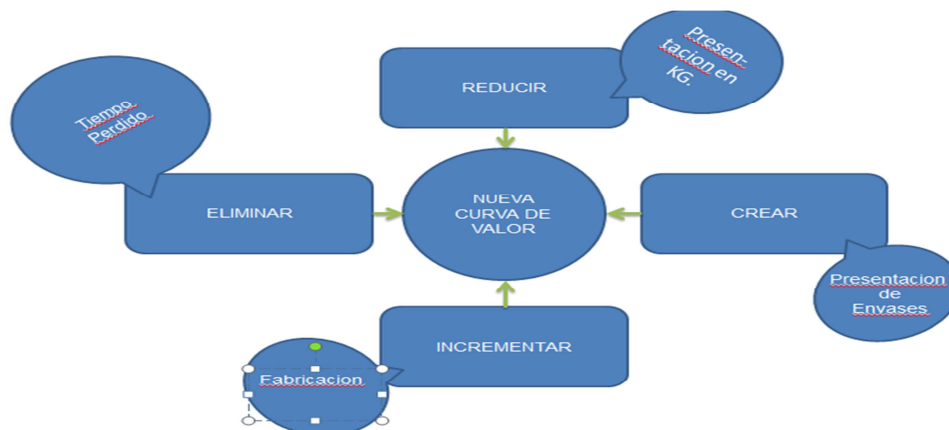 Presen-
tacion en
KG.
REDUCIR
Tiempo
Perdido
ELIMINAR
NUEVA
CURVA DE
VALOR
CREAR
Presentacion
de
Envases
INCREMENTAR
Fabricacion